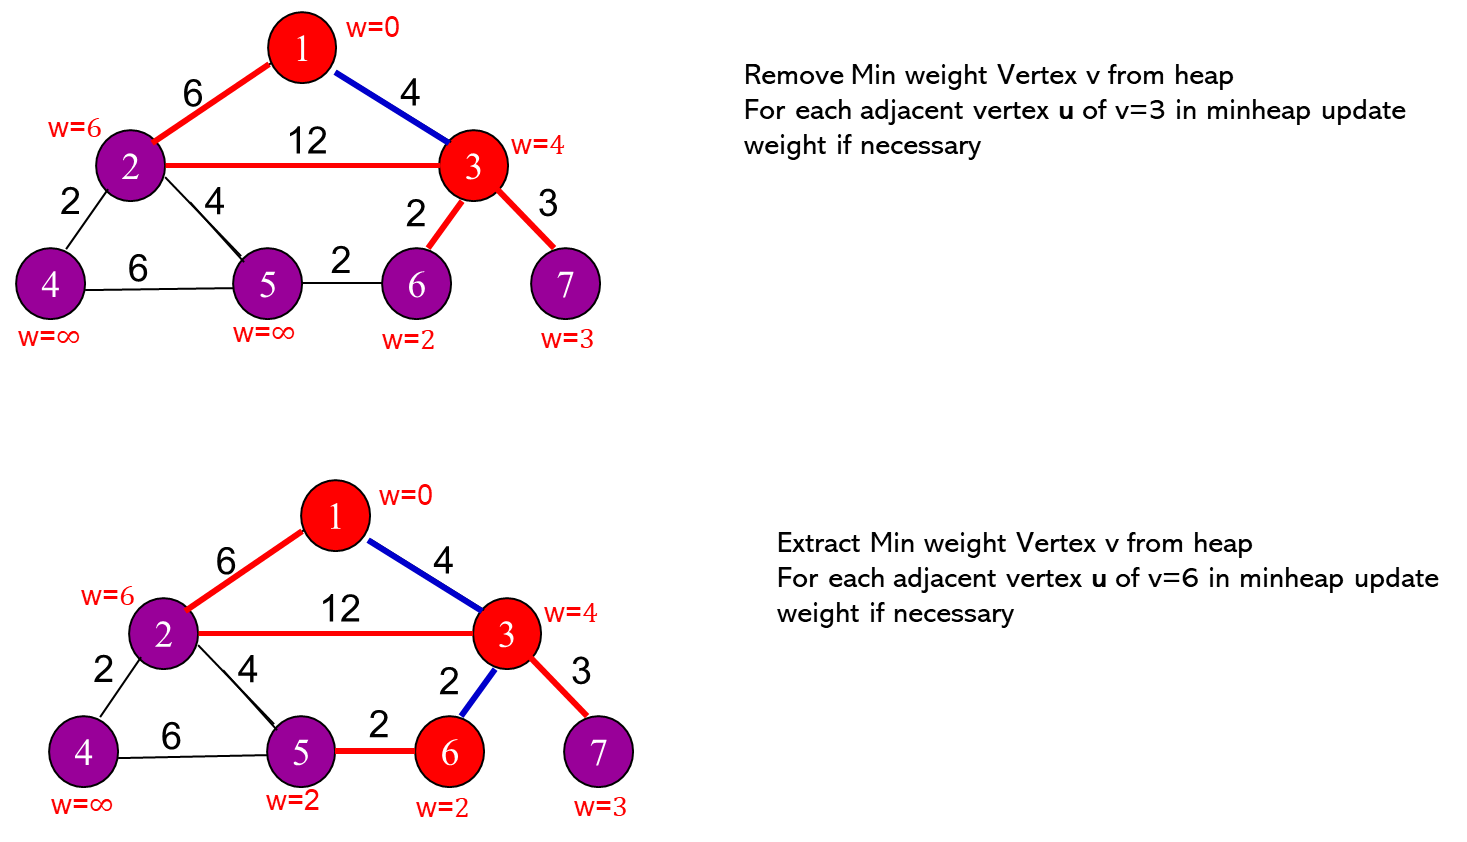 1
w=0
6
4
w=6
12
w=4
2
3
2
4
2
3
6
2
4
5
6
7
w=∞
w=∞
w=2
w=3
Remove Min weight Vertex v from heap
For each adjacent vertex u of v=3 in minheap update
weight if necessary
1
w=0
6
4
w=6
12
w=4
2
3
2
4
2
3
6
2
4
5
6
7
w=∞
w=2
w=2
w=3
Extract Min weight Vertex v from heap
For each adjacent vertex u of v=6 in minheap update
weight if necessary